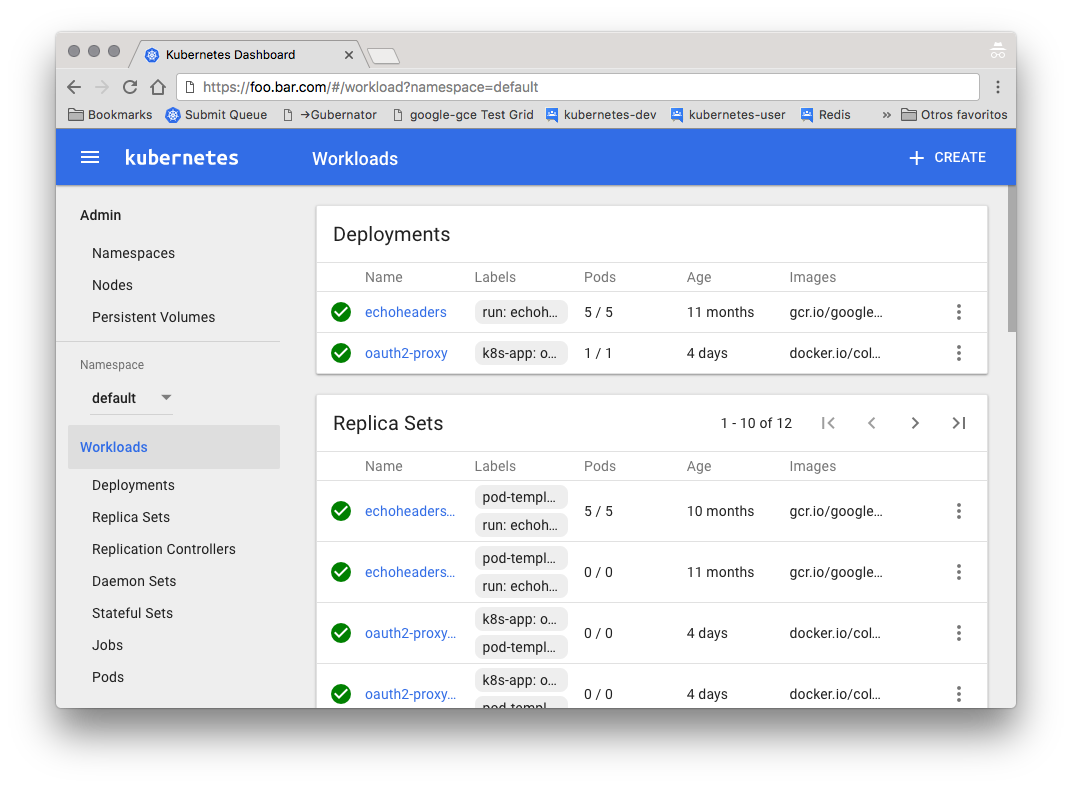 Kubernetes Dashboard
https://foo.bar.com/#/workload?namespace=default
Bookmarks Submit Queue →Gubernator google-gce Test Grid kubernetes-dev kubernetes-user Redis » Otros favoritos
kubernetes Workloads + CREATE
Admin
Namespaces
Nodes
Persistent Volumes
Namespace
default
Workloads
Deployments
Replica Sets
Replication Controllers
Daemon Sets
Stateful Sets
Jobs
Pods
Deployments
Name Labels Pods Age Images
echoheaders run: echoh… 5 / 5 11 months gcr.io/google…
oauth2-proxy k8s-app: o… 1 / 1 4 days docker.io/col…
Replica Sets 1 - 10 of 12
Name Labels Pods Age Images
pod-templ…
echoheaders… 5 / 5 10 months gcr.io/google…
run: echoh…
pod-templ…
echoheaders… 0 / 0 11 months gcr.io/google…
run: echoh…
k8s-app: o…
oauth2-proxy… 0 / 0 4 days docker.io/col…
pod-templ…
k8s-app: o…
oauth2-proxy… 0 / 0 4 days docker.io/col…
pod-templ…